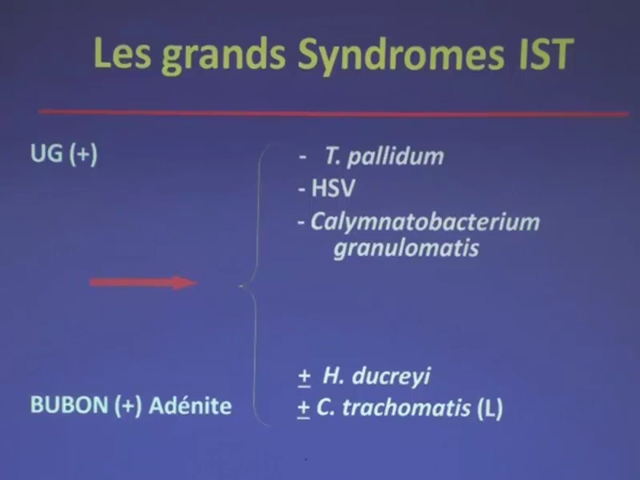 Les grands Syndromes IST
UG (+)
- T. pallidum
- HSV
- Calymnatobacterium
granulomatis
± H. ducreyi
BUBON (+) Adénite
± C. trachomatis (L)